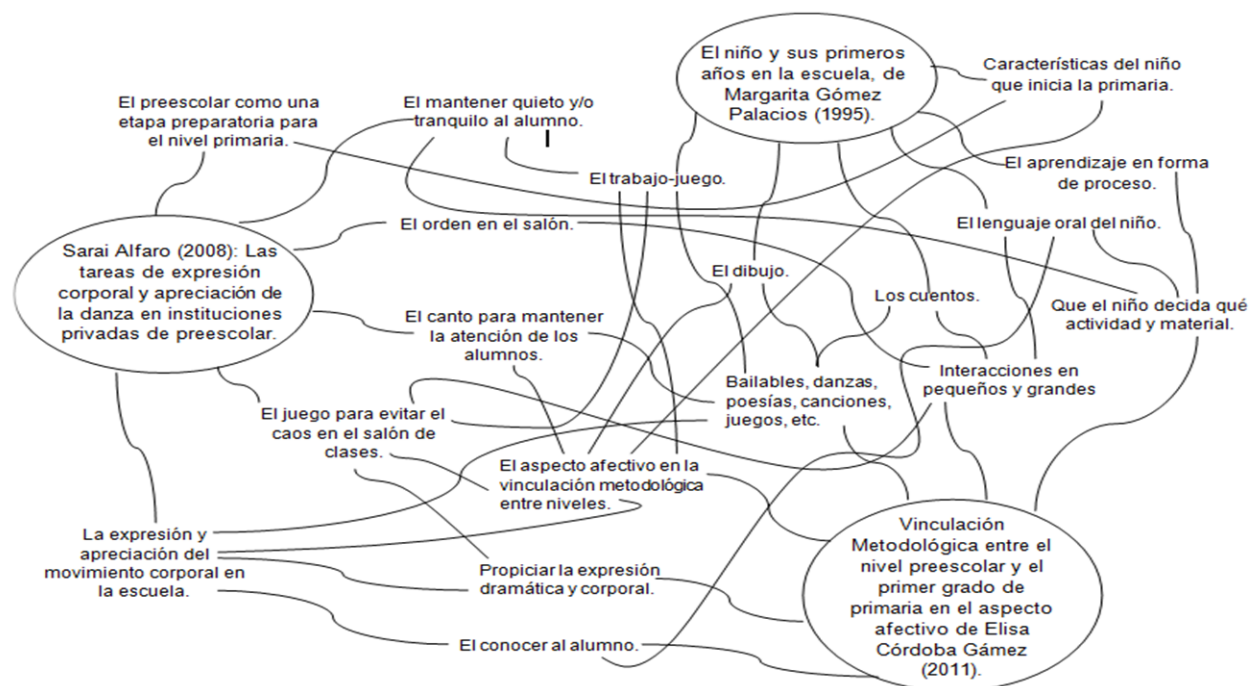 El niño y sus primeros
años en la escuela, de
Margarita Gómez
Palacios (1995).
Características del niño
que inicia la primaria.
El preescolar como una
etapa preparatoria para
el nivel primaria.
El mantener quieto y/o
tranquilo al alumno.
El trabajo-juego.
El aprendizaje en forma
de proceso.
El orden en el salón.
El lenguaje oral del niño.
Sarai Alfaro (2008): Las
tareas de expresión
corporal y apreciación de
la danza en instituciones
privadas de preescolar.
El dibujo.
Los cuentos.
Que el niño decida qué
actividad y material.
El canto para mantener
la atención de los
alumnos.
Interacciones en
pequeños y grandes
Bailables, danzas,
poesías, canciones,
juegos, etc.
El juego para evitar el
caos en el salón de
clases.
El aspecto afectivo en la
vinculación metodológica
entre niveles.
La expresión y
apreciación del
movimiento corporal en
la escuela.
Propiciar la expresión
dramática y corporal.
Vinculación
Metodológica entre el
nivel preescolar y el
primer grado de
primaria en el aspecto
afectivo de Elisa
Córdoba Gámez
(2011).
El conocer al alumno.